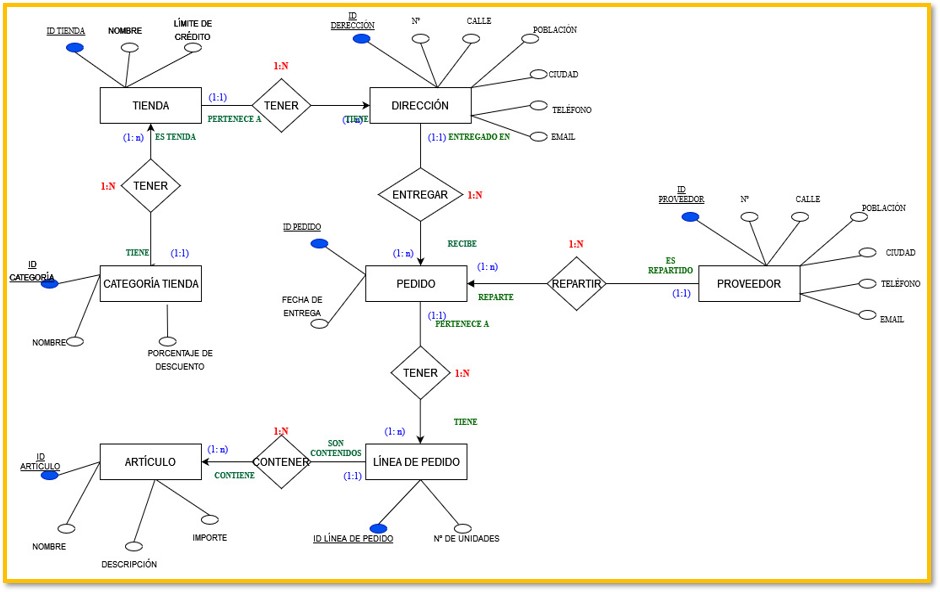 ID TIENDA
NOMBRE
LÍMITE DE
CRÉDITO
ID
DERECCIÓN
Nº
CALLE
POBLACIÓN
CIUDAD
TELÉFONO
EMAIL
1:N
TIENDA
(1:1)
PERTENECE A
TENER
TIENE
(1:n)
DIRECCIÓN
(1: n)
ES TENIDA
(1:1)
ENTREGADO EN
1:N
TENER
ENTREGAR
1:N
ID
PROVEEDOR
Nº
CALLE
POBLACIÓN
CIUDAD
TELÉFONO
EMAIL
TIENE
(1:1)
ID PEDIDO
RECIBE
(1: n)
(1: n)
1:N
ES
REPARTIDO
ID
CATEGORÍA
CATEGORÍA TIENDA
PEDIDO
REPARTIR
PROVEEDOR
REPARTE
(1:1)
FECHA DE
ENTREGA
(1:1)
PERTENECE A
NOMBRE
PORCENTAJE DE
DESCUENTO
TENER
1:N
TIENE
(1: n)
1:N
SON
CONTENIDOS
(1: n)
ID
ARTICULO
ARTÍCULO
CONTENER
LÍNEA DE PEDIDO
CONTIENE
(1:1)
NOMBRE
DESCRIPCIÓN
IMPORTE
ID LÍNEA DE PEDIDO
Nº DE UNIDADES